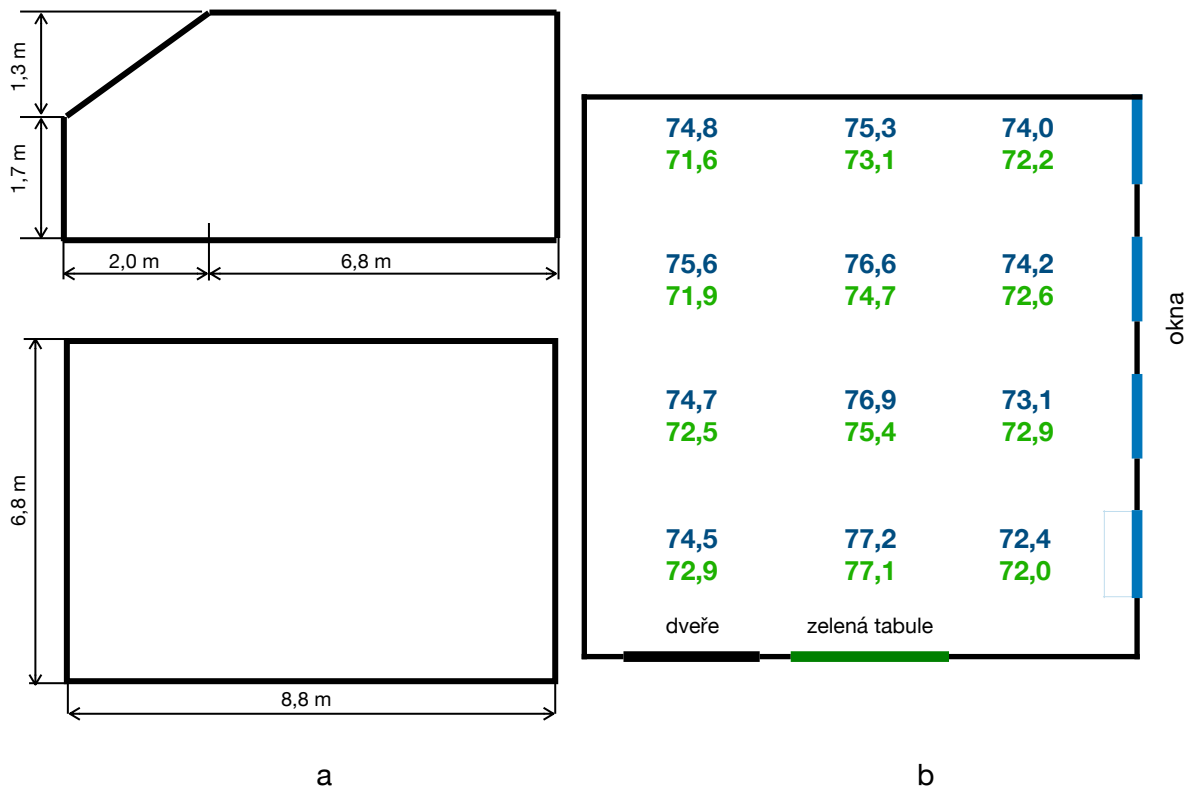 1,3 m
1,7 m
2,0 m 6,8 m
6,8 m
8,8 m
a
74,8 75,3 74,0
71,6 73,1 72,2
75,6 76,6 74,2
71,9 74,7 72,6
74,7 76,9 73,1
72,5 75,4 72,9
74,5 77,2 72,4
72,9 77,1 72,0
dveře zelená tabule
okna
b